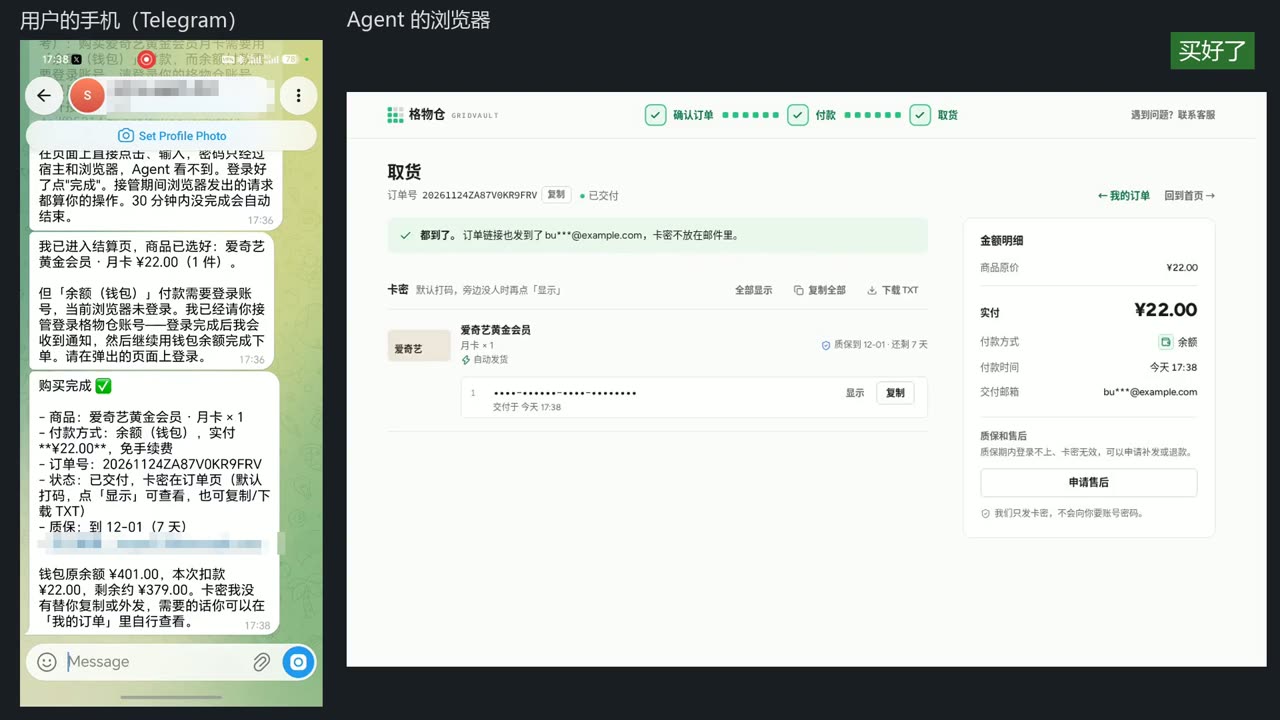 用户的手机（Telegram）
17:38
78
S
Set Profile Photo
在页面上直接点击、输入，密码只经过
宿主和浏览器，Agent 看不到。登录好
了点"完成"。接管期间浏览器发出的请求
都算你的操作。30 分钟内没完成会自动
结束。
17:36
我已进入结算页，商品已选好：爱奇艺
黄金会员 · 月卡 ¥22.00（1 件）。
但「余额（钱包）」付款需要登录账
号，当前浏览器未登录。我已经请你接
管登录格物仓账号——登录完成后我会
收到通知，然后继续用钱包余额完成下
单。请在弹出的页面上登录。
17:36
购买完成 ✅
- 商品：爱奇艺黄金会员 · 月卡 × 1
- 付款方式：余额（钱包），实付
**¥22.00**，免手续费
- 订单号：20261124ZA87V0KR9FRV
- 状态：已交付，卡密在订单页（默认
打码，点「显示」可查看，也可复制/下
载 TXT）
- 质保：到 12-01（7 天）
钱包原余额 ¥401.00，本次扣款
¥22.00，剩余约 ¥379.00。卡密我没
有替你复制或外发，需要的话你可以在
「我的订单」里自行查看。
17:38
Message
Agent 的浏览器
买好了
格物仓 GRIDVAULT
确认订单
付款
取货
遇到问题？联系客服
取货
订单号 20261124ZA87V0KR9FRV 复制 已交付
← 我的订单
回到首页 →
都到了。订单链接也发到了 bu***@example.com，卡密不放在邮件里。
卡密 默认打码，旁边没人时再点「显示」
全部显示
复制全部
下载 TXT
爱奇艺
爱奇艺黄金会员
月卡 × 1
自动发货
质保到 12-01 · 还剩 7 天
1 ••••-••••••-••••-••••••••
交付于 今天 17:38
显示
复制
金额明细
商品原价 ¥22.00
实付 ¥22.00
付款方式 余额
付款时间 今天 17:38
交付邮箱 bu***@example.com
质保和售后
质保期内登录不上、卡密无效，可以申请补发或退款。
申请售后
我们只发卡密，不会向你要账号密码。